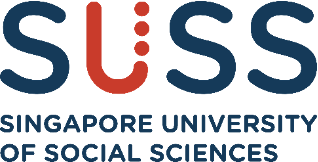 SUSS
SINGAPORE UNIVERSITY
OF SOCIAL SCIENCES